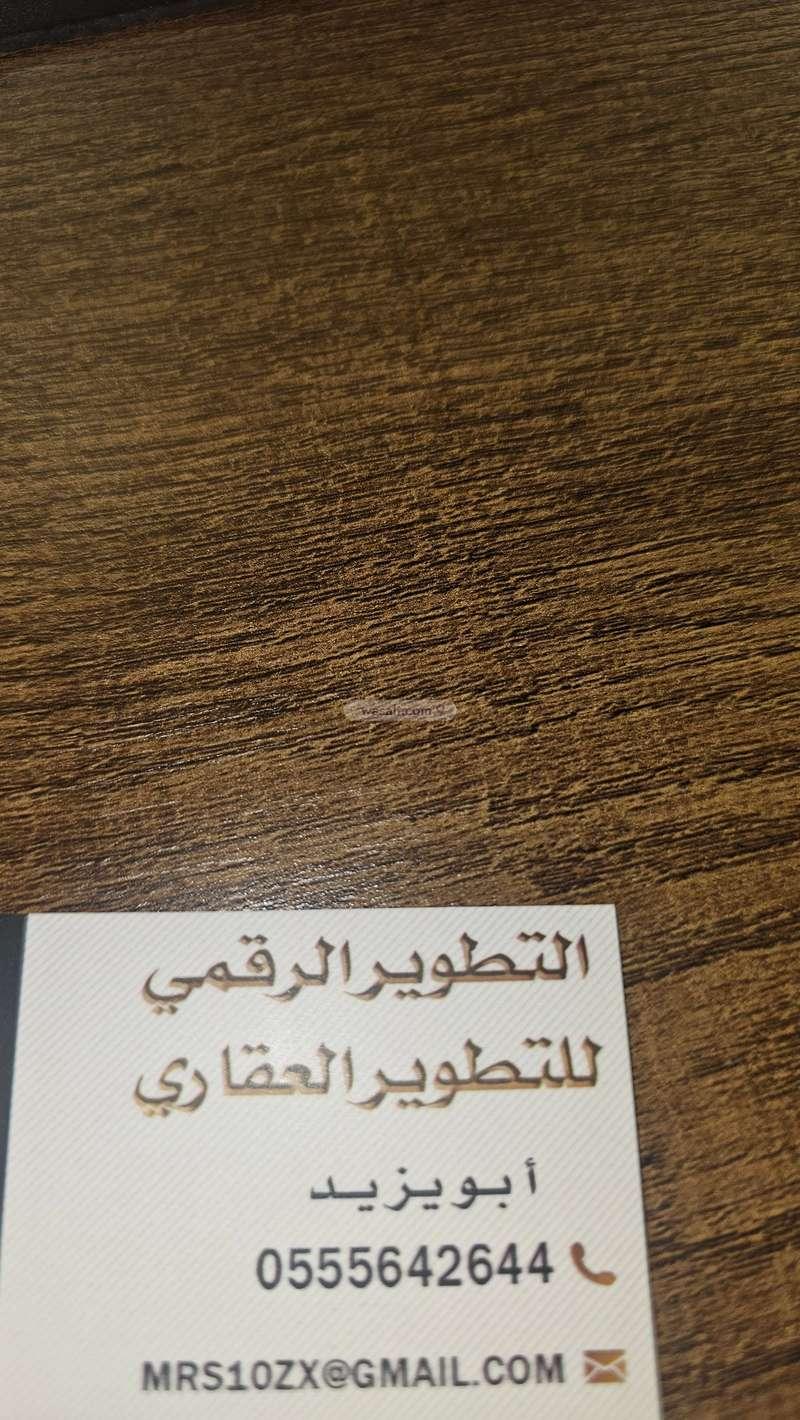 التطوير الرقمي
للتطوير العقاري
أبو يزيد
0555642644
MRS10ZX@GMAIL.COM